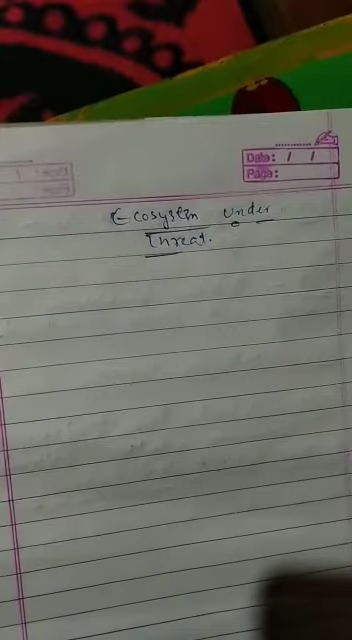 Date: / /
Page:
Ecosystem under
threat.